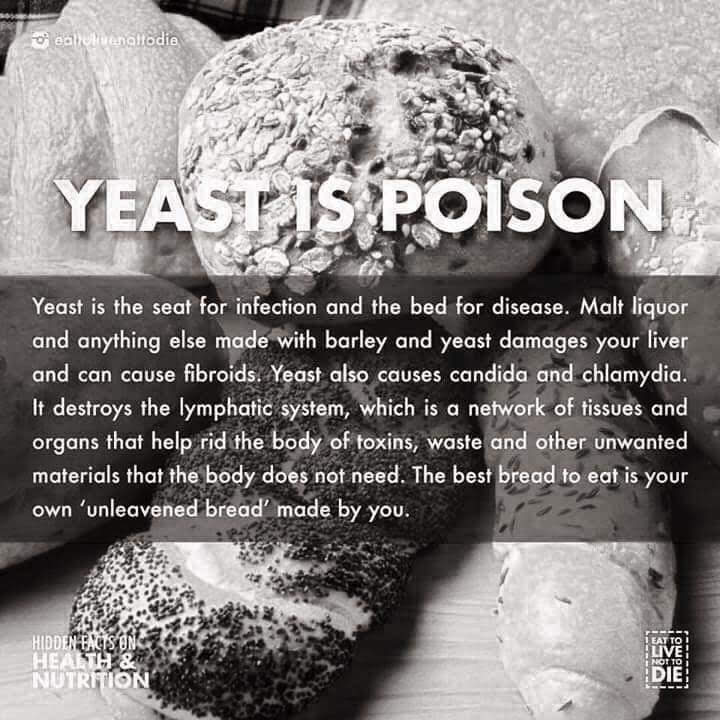 eattolivenottodie
YEAST IS POISON
Yeast is the seat for infection and the bed for disease. Malt liquor
and anything else made with barley and yeast damages your liver
and can cause fibroids. Yeast also causes candida and chlamydia.
It destroys the lymphatic system, which is a network of tissues and
organs that help rid the body of toxins, waste and other unwanted
materials that the body does not need. The best bread to eat is your
own ‘unleavened bread’ made by you.
HIDDEN FACTS ON
HEALTH &
NUTRITION
EAT TO
LIVE
NOT TO
DIE